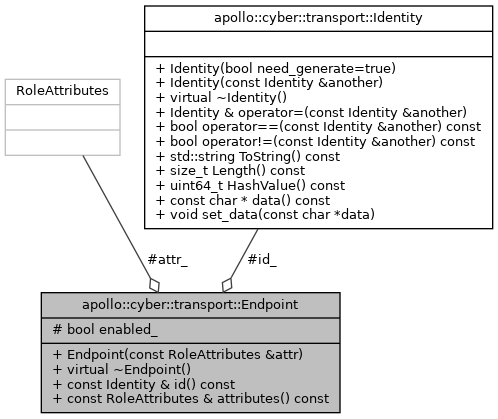 apollo::cyber::transport::Identity
+ Identity(bool need_generate=true)
+ Identity(const Identity &another)
+ virtual ~Identity()
+ Identity & operator=(const Identity &another)
+ bool operator==(const Identity &another) const
+ bool operator!=(const Identity &another) const
+ std::string ToString() const
+ size_t Length() const
+ uint64_t HashValue() const
+ const char * data() const
+ void set_data(const char *data)
RoleAttributes
#attr_
#id_
apollo::cyber::transport::Endpoint
# bool enabled_
+ Endpoint(const RoleAttributes &attr)
+ virtual ~Endpoint()
+ const Identity & id() const
+ const RoleAttributes & attributes() const